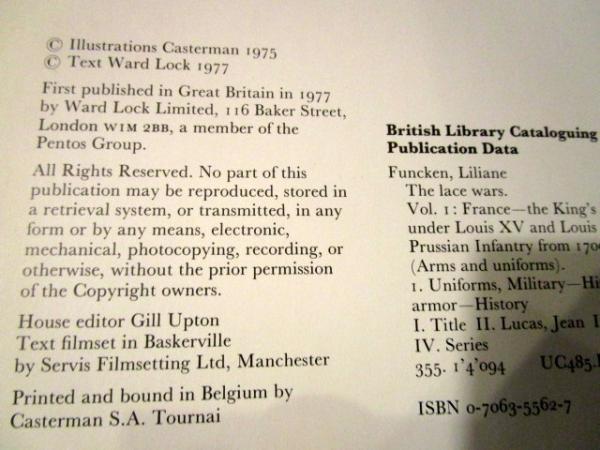 © Illustrations Casterman 1975
© Text Ward Lock 1977
First published in Great Britain in 1977
by Ward Lock Limited, 116 Baker Street,
London W1M 2BB, a member of the
Pentos Group.
All Rights Reserved. No part of this
publication may be reproduced, stored in
a retrieval system, or transmitted, in any
form or by any means, electronic,
mechanical, photocopying, recording, or
otherwise, without the prior permission
of the Copyright owners.
House editor Gill Upton
Text filmset in Baskerville
by Servis Filmsetting Ltd, Manchester
Printed and bound in Belgium by
Casterman S.A. Tournai
British Library Cataloguing
Publication Data
Funcken, Liliane
The lace wars.
Vol. 1: France—the King's
under Louis XV and Louis
Prussian Infantry from
(Arms and uniforms).
1. Uniforms, Military—
armor—History
I. Title II. Lucas, Jean
IV. Series
355. 1'4'094 UC485.
ISBN 0-7063-5562-7